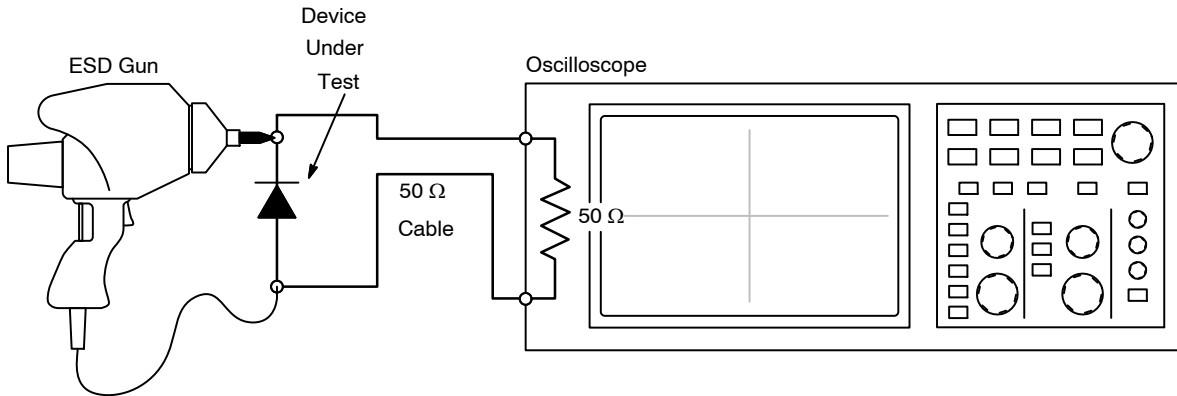 Device
Under
Test
ESD Gun
Oscilloscope
50 Ω
Cable
50 Ω